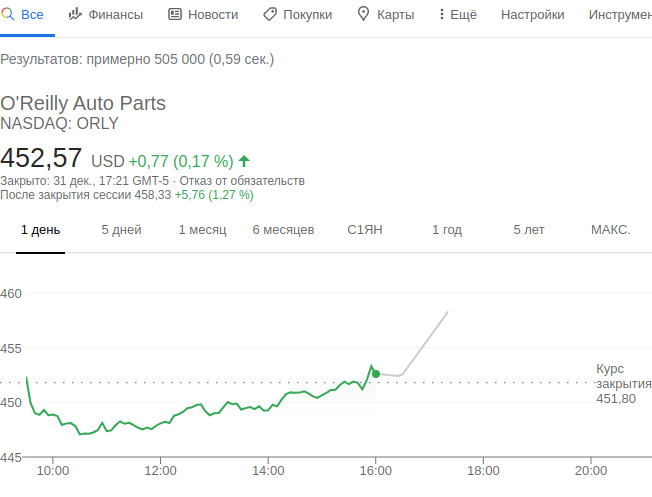 Все Финансы Новости Покупки Карты Ещё Настройки Инструмен
Результатов: примерно 505 000 (0,59 сек.)
O'Reilly Auto Parts
NASDAQ: ORLY
452,57 USD +0,77 (0,17 %)
Закрыто: 31 дек., 17:21 GMT-5 · Отказ от обязательств
После закрытия сессии 458,33 +5,76 (1,27 %)
1 день 5 дней 1 месяц 6 месяцев С1ЯН 1 год 5 лет МАКС.
460
455
Курс
закрытия
451,80
450
445
10:00 12:00 14:00 16:00 18:00 20:00